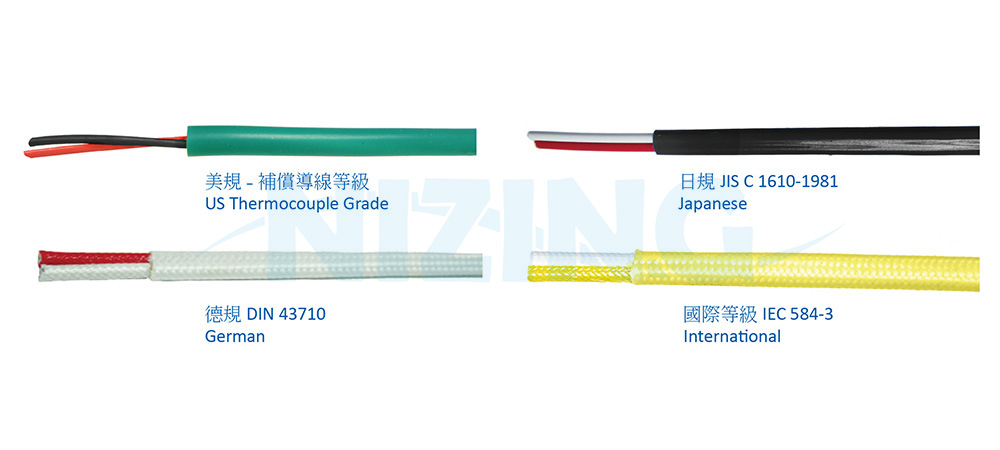 美規 - 補償導線等級
US Thermocouple Grade
日規 JIS C 1610-1981
Japanese
NIZING
德規 DIN 43710
German
國際等級 IEC 584-3
International